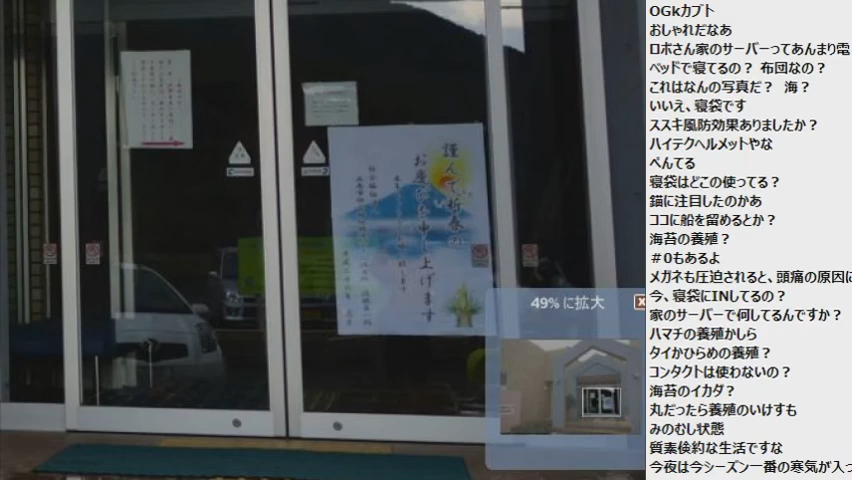 謹んで新春の
お慶びを申し上げます
49% に拡大
OGKカブト
おしゃれだなあ
ロボさん家のサーバーってあんまり電
ベッドで寝てるの？ 布団なの？
これはなんの写真だ？ 海？
いいえ、寝袋です
ススキ風防効果ありましたか？
ハイテクヘルメットやな
ぺんてる
寝袋はどこの使ってる？
錨に注目したのかあ
ココに船を留めるとか？
海苔の養殖？
＃0もあるよ
メガネも圧迫されると、頭痛の原因に
今、寝袋にINしてるの？
家のサーバーで何してるんですか？
ハマチの養殖かしら
タイかひらめの養殖？
コンタクトは使わないの？
海苔のイカダ？
丸だったら養殖のいけすも
みのむし状態
質素倹約な生活ですな
今夜は今シーズン一番の寒気が入っ